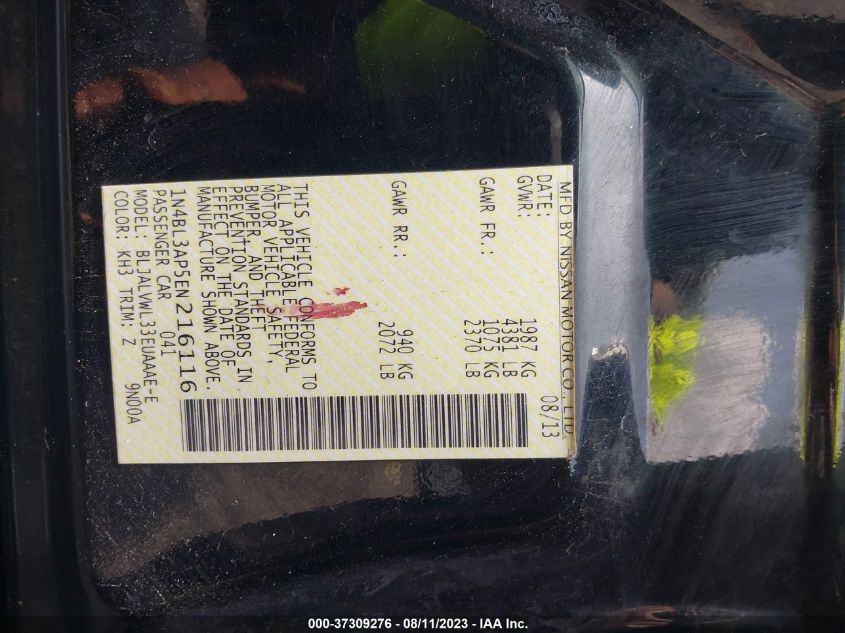 MFD BY NISSAN MOTOR CO., LTD
DATE: 08/13
GVWR: 1987 KG
4381 LB
GAWR FR.: 1075 KG
2370 LB
GAWR RR.: 940 KG
2072 LB
THIS VEHICLE CONFORMS TO
ALL APPLICABLE FEDERAL
MOTOR VEHICLE SAFETY,
BUMPER, AND THEFT
PREVENTION STANDARDS IN
EFFECT ON THE DATE OF
MANUFACTURE SHOWN ABOVE.
1N4BL3AP5EN216116
PASSENGER CAR 041
MODEL: BLJALVWL33EUAAAE-E
COLOR: KH3 TRIM: Z 9N00A
000-37309276 - 08/11/2023 - IAA Inc.